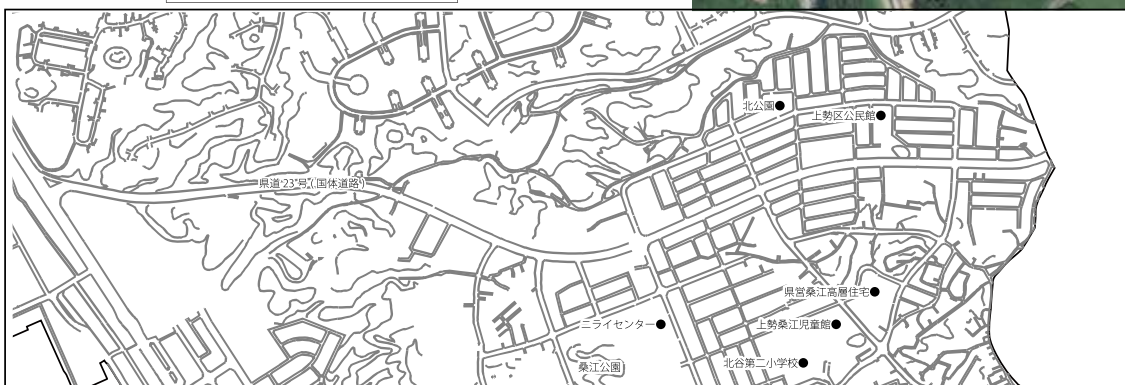 北公園
上勢区公民館
県道23号(国体道路)
県営桑江高層住宅
ニライセンター
上勢桑江児童館
北谷第二小学校
桑江公園